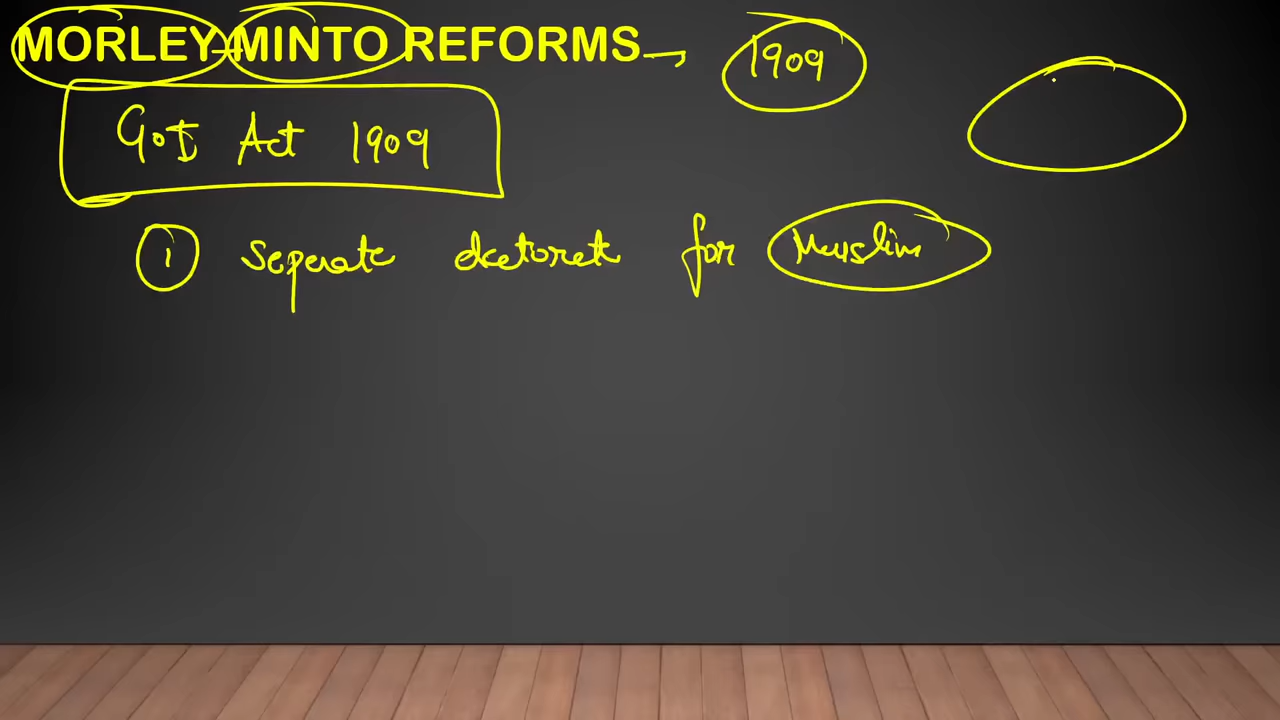 MORLEY-MINTO REFORMS 1909
GoI Act 1909
1 Seperate electorate for Muslim